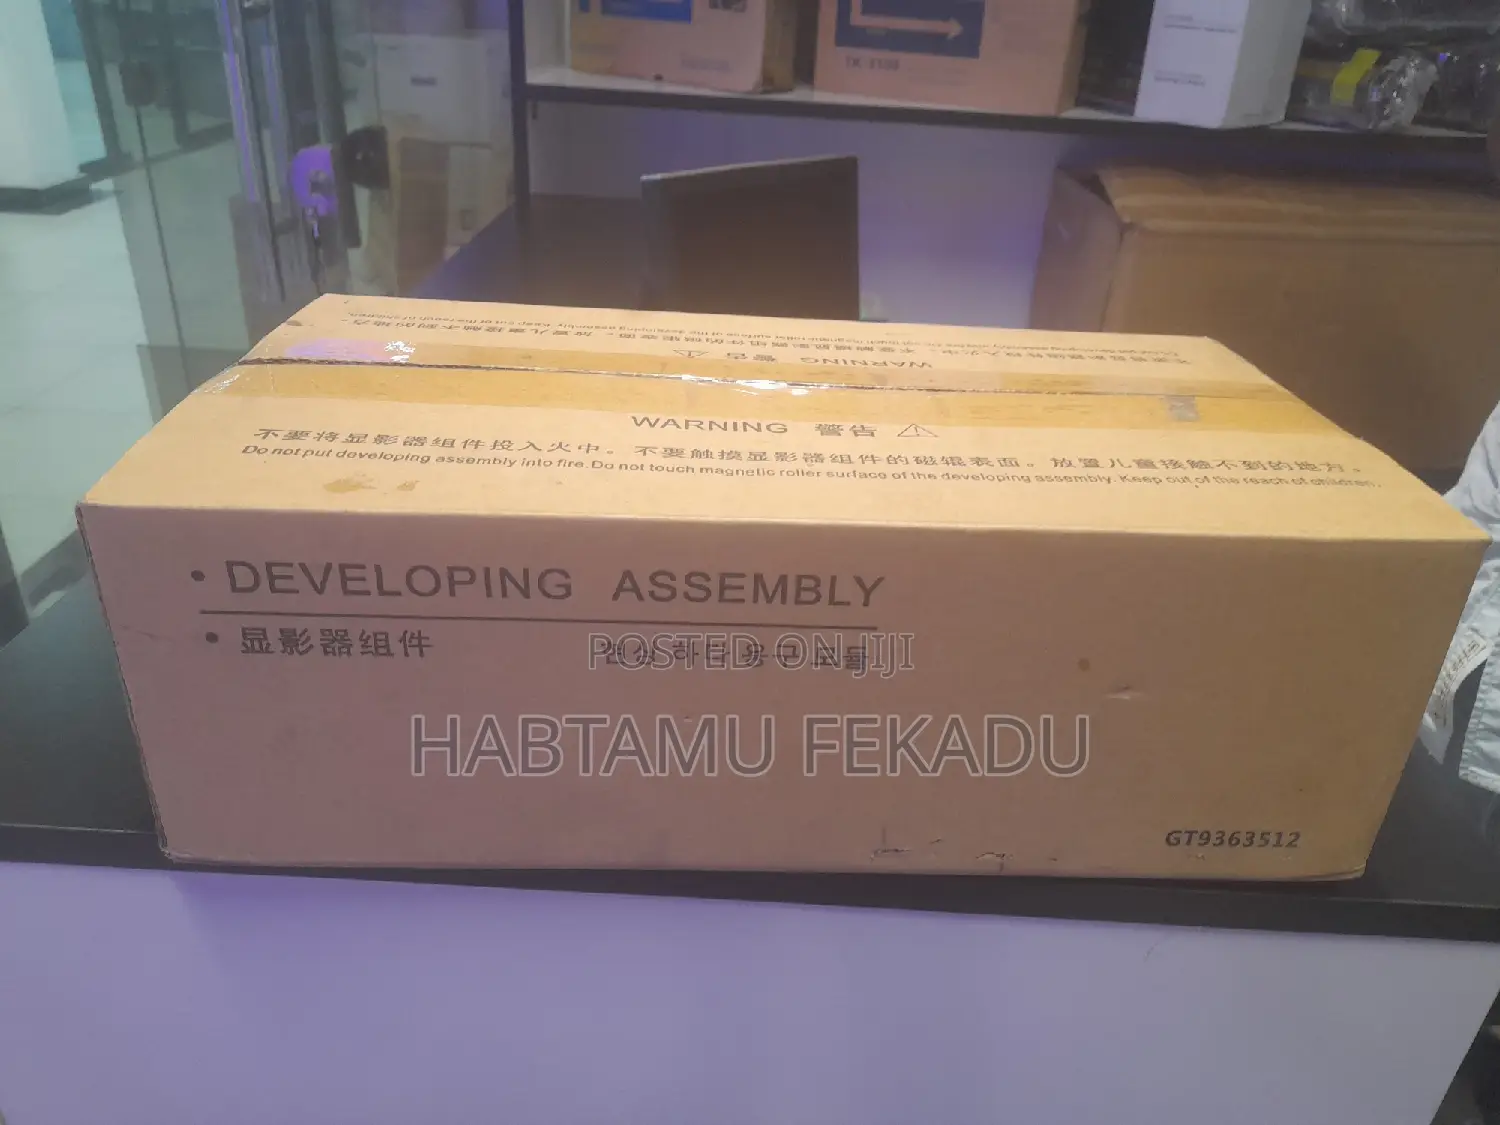 WARNING 警告
WARNING 警告
不要将显影器组件投入火中。不要触摸显影器组件的磁辊表面。放置儿童接触不到的地方。
Do not put developing assembly into fire. Do not touch magnetic roller surface of the developing assembly. Keep out of the reach of children.
• DEVELOPING ASSEMBLY
• 显影器组件
POSTED ON JIJI
HABTAMU FEKADU
GT9363512